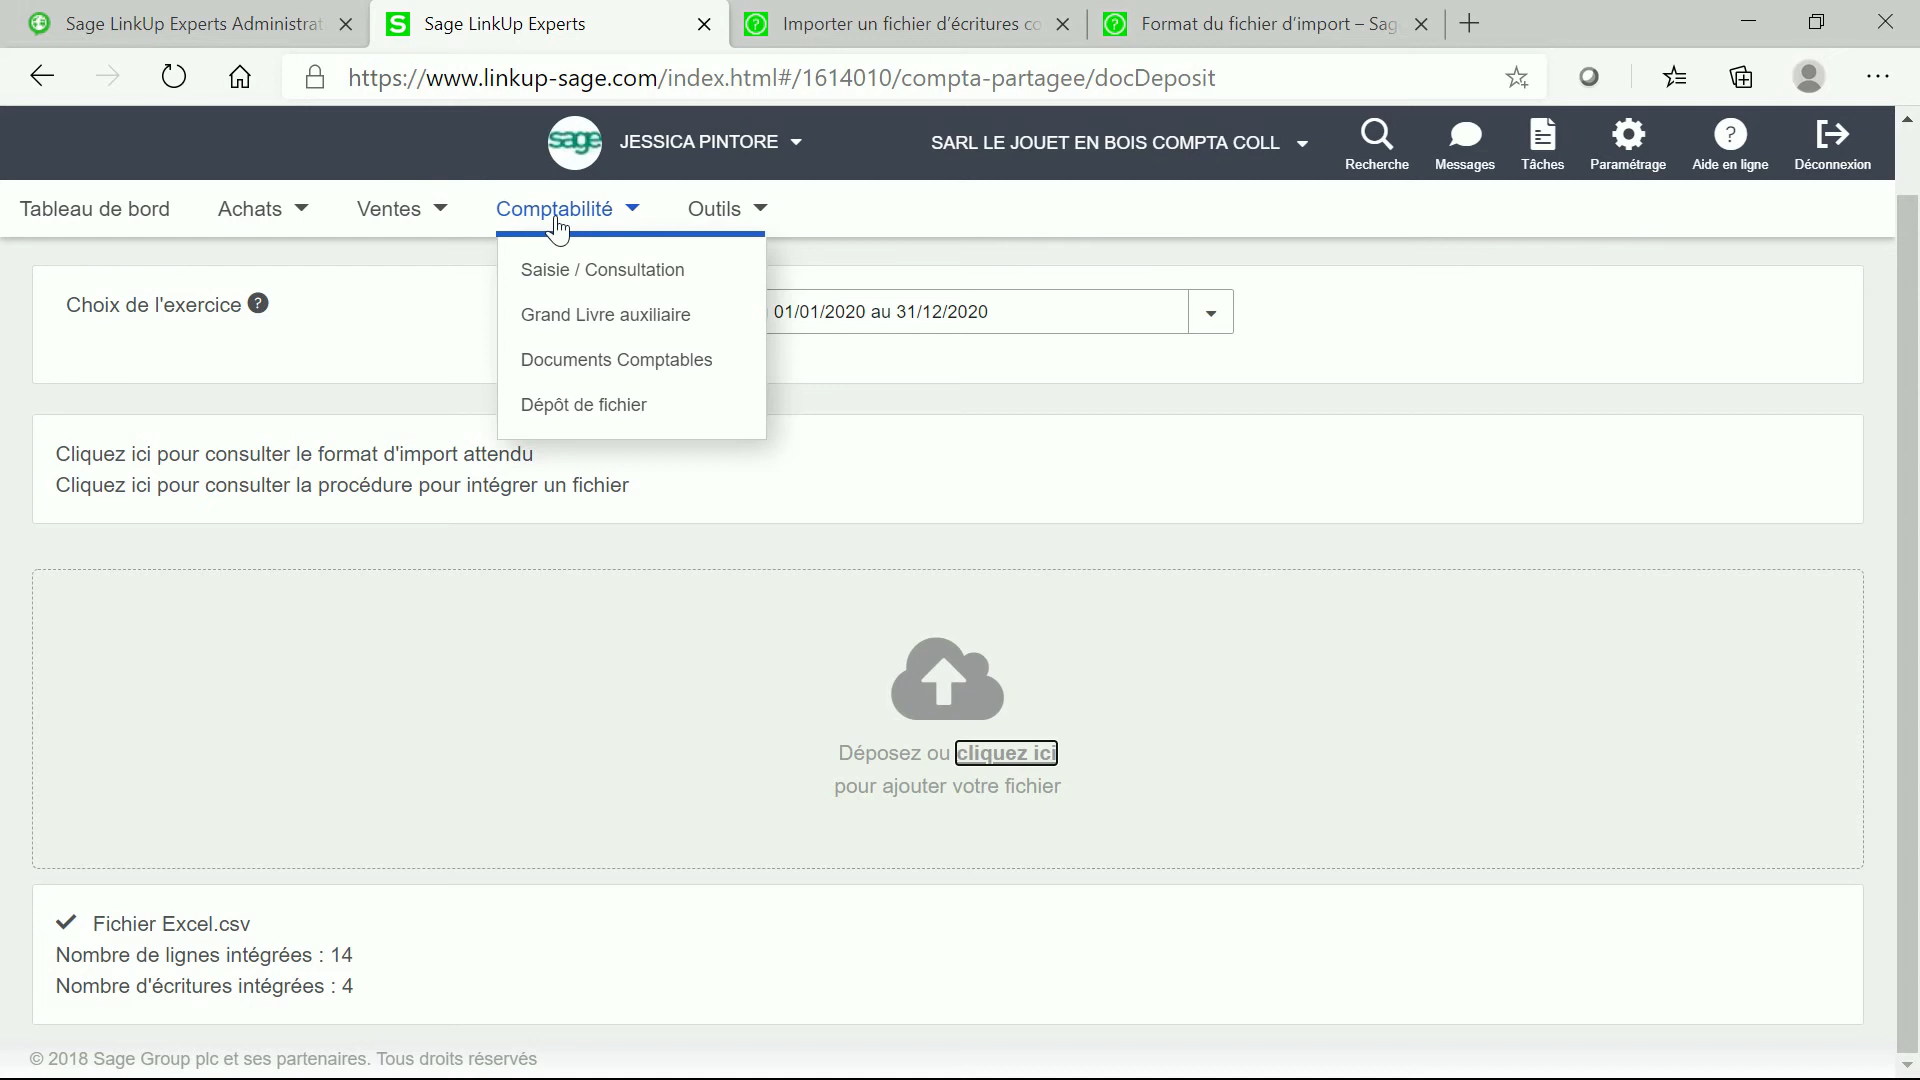 Sage LinkUp Experts Administrat
Sage LinkUp Experts
Importer un fichier d'écritures co
Format du fichier d'import – Sag
https://www.linkup-sage.com/index.html#/1614010/compta-partagee/docDeposit
sage
JESSICA PINTORE
SARL LE JOUET EN BOIS COMPTA COLL
Recherche
Messages
Tâches
Paramétrage
Aide en ligne
Déconnexion
Tableau de bord
Achats
Ventes
Comptabilité
Outils
Saisie / Consultation
Grand Livre auxiliaire
Documents Comptables
Dépôt de fichier
Choix de l'exercice
01/01/2020 au 31/12/2020
Cliquez ici pour consulter le format d'import attendu
Cliquez ici pour consulter la procédure pour intégrer un fichier
Déposez ou cliquez ici
pour ajouter votre fichier
Fichier Excel.csv
Nombre de lignes intégrées : 14
Nombre d'écritures intégrées : 4
© 2018 Sage Group plc et ses partenaires. Tous droits réservés